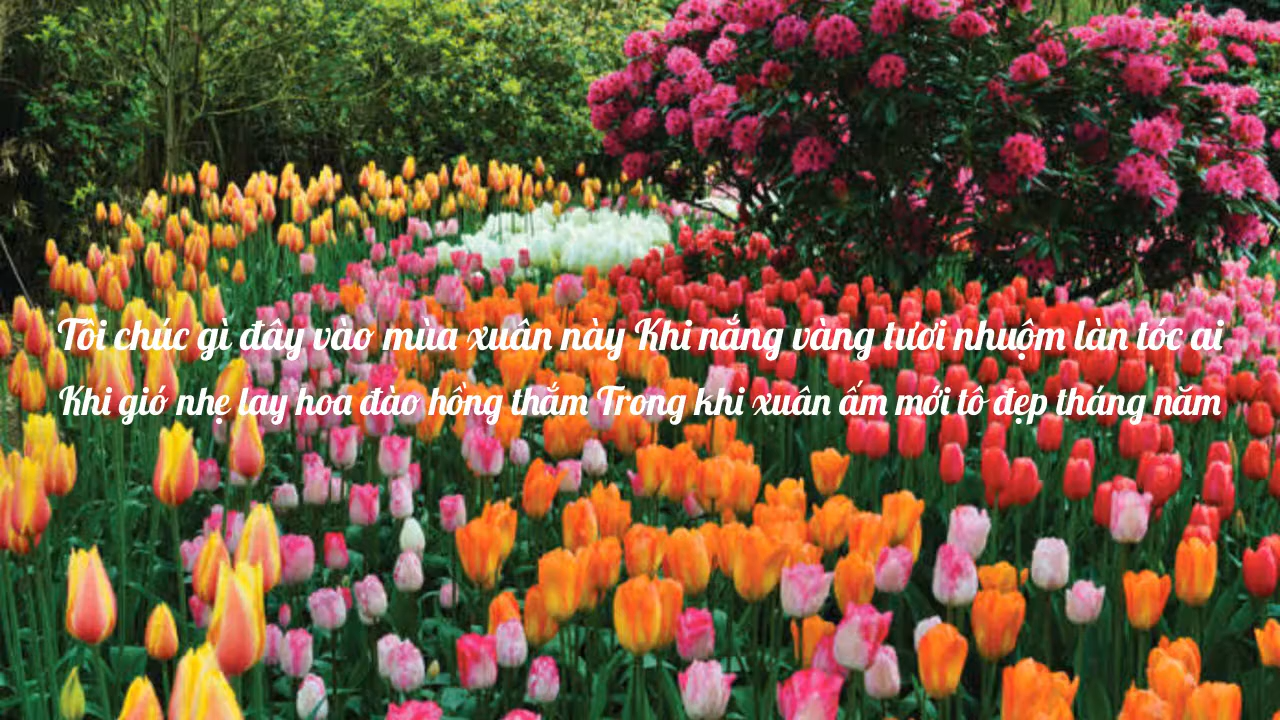 Tôi chúc gì đây vào mùa xuân này Khi nắng vàng tươi nhuộm làn tóc ai
Khi gió nhẹ lay hoa đào hồng thắm Trong khi xuân ấm mới tô đẹp tháng năm